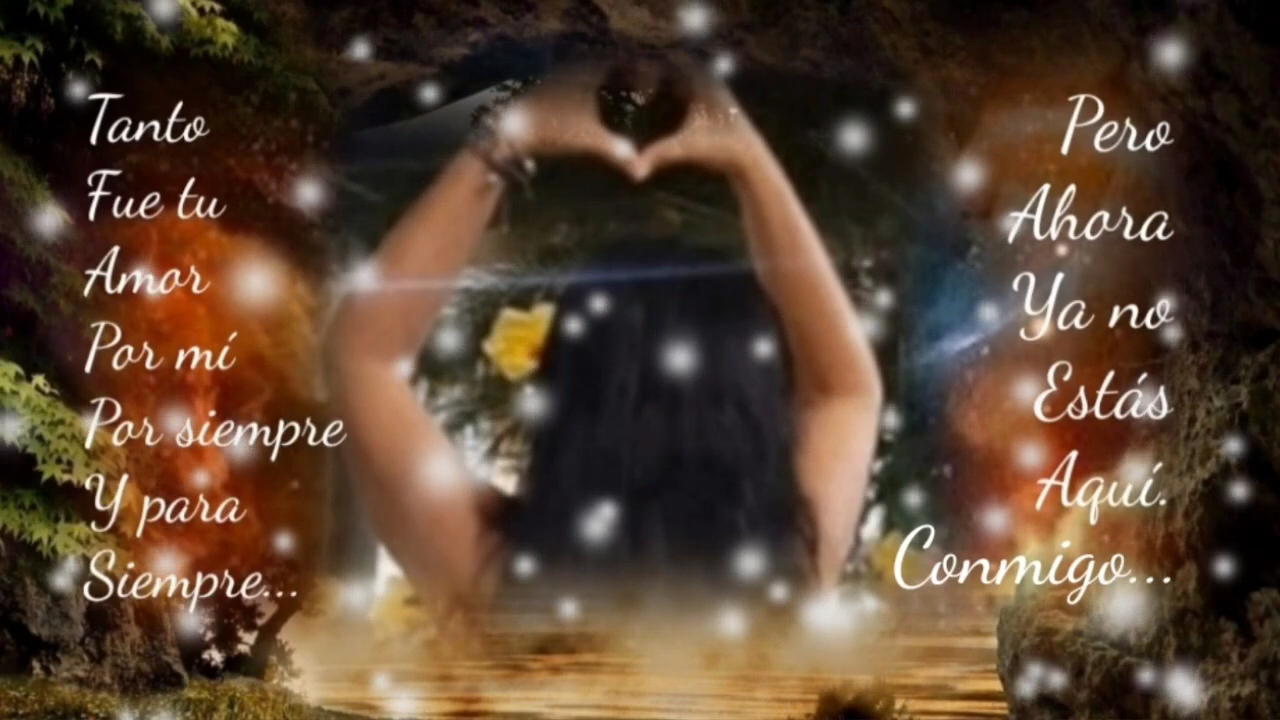 Tanto
Fue tu
Amor
Por mí
Por siempre
Y para
Siempre...
Pero
Ahora
Ya no
Estás
Aquí.
Conmigo...